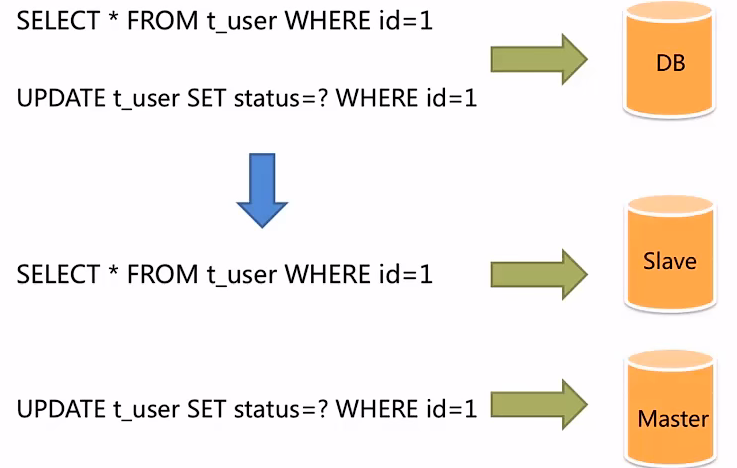 SELECT * FROM t_user WHERE id=1
DB
UPDATE t_user SET status=? WHERE id=1
SELECT * FROM t_user WHERE id=1
Slave
UPDATE t_user SET status=? WHERE id=1
Master